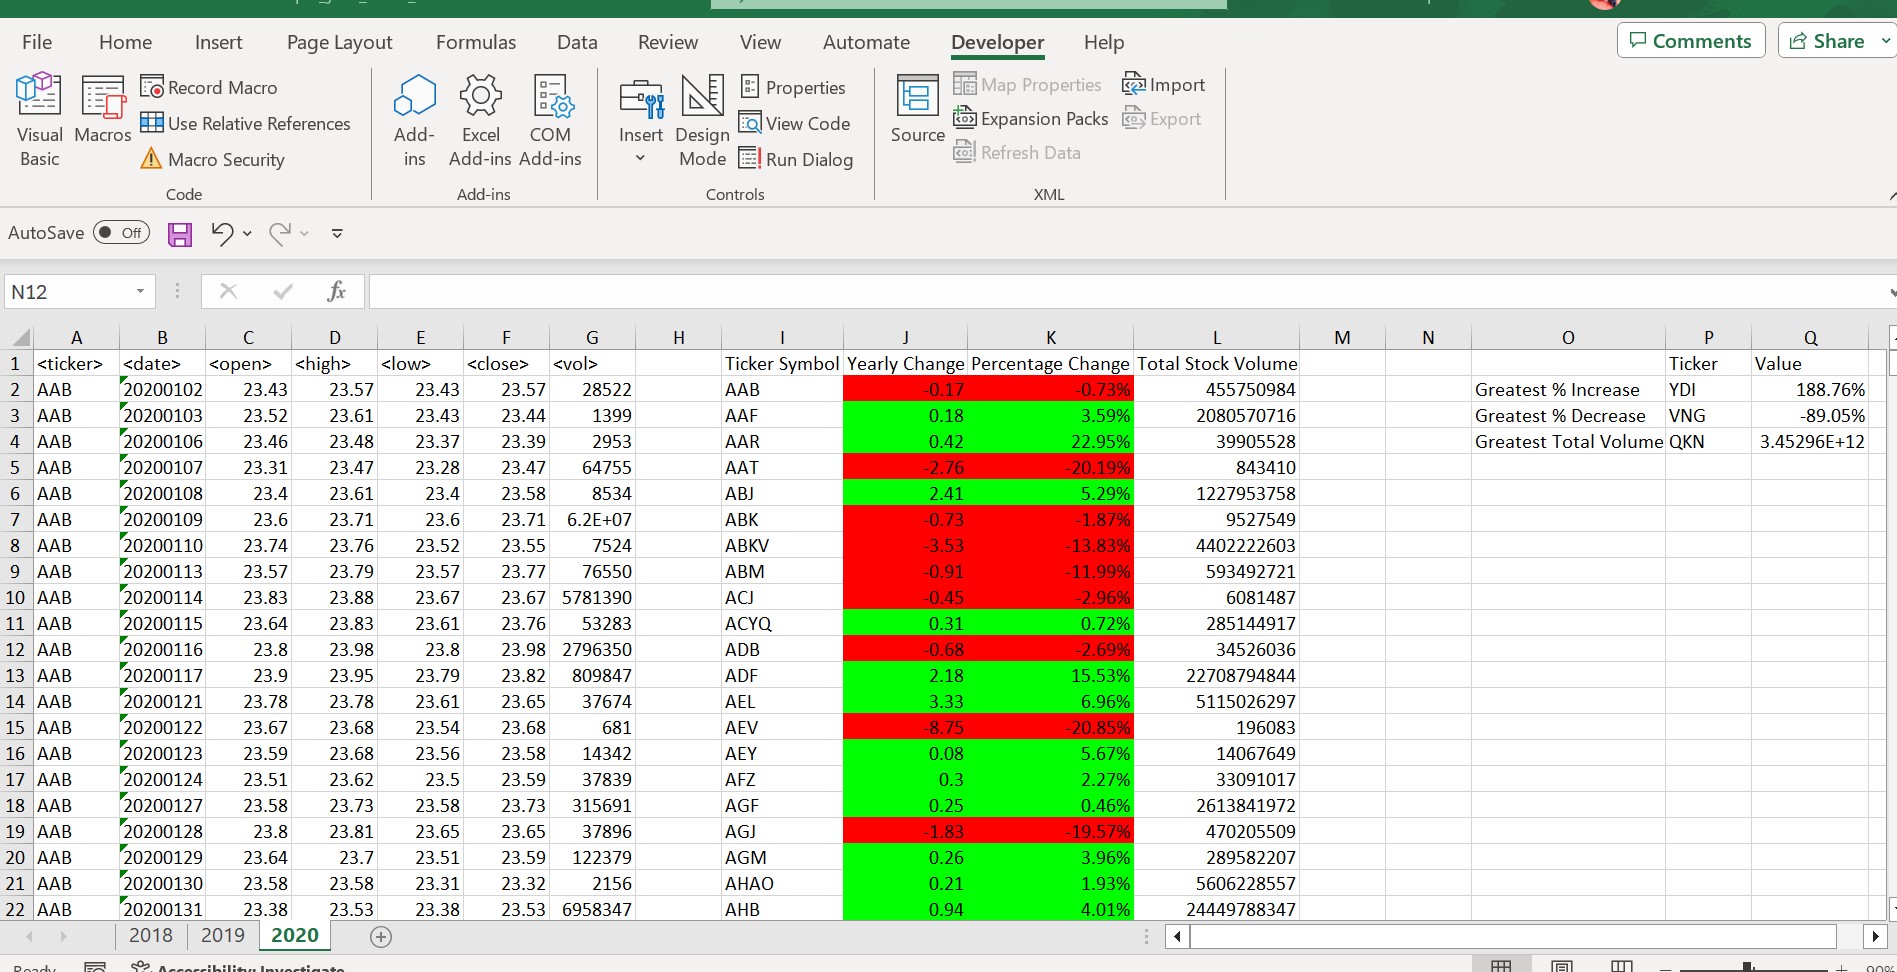 File Home Insert Page Layout Formulas Data Review View Automate Developer Help Comments Share
Visual Basic
Macros
Record Macro
Use Relative References
Macro Security
Code
Add-ins
Excel Add-ins
COM Add-ins
Add-ins
Insert
Design Mode
Properties
View Code
Run Dialog
Controls
Source
Map Properties
Expansion Packs
Refresh Data
Import
Export
XML
AutoSave Off
N12 fx
A B C D E F G H I J K L M N O P Q
1 <ticker> <date> <open> <high> <low> <close> <vol> Ticker Symbol Yearly Change Percentage Change Total Stock Volume Ticker Value
2 AAB 20200102 23.43 23.57 23.43 23.57 28522 AAB -0.17 -0.73% 455750984 Greatest % Increase YDI 188.76%
3 AAB 20200103 23.52 23.61 23.43 23.44 1399 AAF 0.18 3.59% 2080570716 Greatest % Decrease VNG -89.05%
4 AAB 20200106 23.46 23.48 23.37 23.39 2953 AAR 0.42 22.95% 39905528 Greatest Total Volume QKN 3.45296E+12
5 AAB 20200107 23.31 23.47 23.28 23.47 64755 AAT -2.76 -20.19% 843410
6 AAB 20200108 23.4 23.61 23.4 23.58 8534 ABJ 2.41 5.29% 1227953758
7 AAB 20200109 23.6 23.71 23.6 23.71 6.2E+07 ABK -0.73 -1.87% 9527549
8 AAB 20200110 23.74 23.76 23.52 23.55 7524 ABKV -3.53 -13.83% 4402222603
9 AAB 20200113 23.57 23.79 23.57 23.77 76550 ABM -0.91 -11.99% 593492721
10 AAB 20200114 23.83 23.88 23.67 23.67 5781390 ACJ -0.45 -2.96% 6081487
11 AAB 20200115 23.64 23.83 23.61 23.76 53283 ACYQ 0.31 0.72% 285144917
12 AAB 20200116 23.8 23.98 23.8 23.98 2796350 ADB -0.68 -2.69% 34526036
13 AAB 20200117 23.9 23.95 23.79 23.82 809847 ADF 2.18 15.53% 22708794844
14 AAB 20200121 23.78 23.78 23.61 23.65 37674 AEL 3.33 6.96% 5115026297
15 AAB 20200122 23.67 23.68 23.54 23.68 681 AEV -8.75 -20.85% 196083
16 AAB 20200123 23.59 23.68 23.56 23.58 14342 AEY 0.08 5.67% 14067649
17 AAB 20200124 23.51 23.62 23.5 23.59 37839 AFZ 0.3 2.27% 33091017
18 AAB 20200127 23.58 23.73 23.58 23.73 315691 AGF 0.25 0.46% 2613841972
19 AAB 20200128 23.8 23.81 23.65 23.65 37896 AGJ -1.83 -19.57% 470205509
20 AAB 20200129 23.64 23.7 23.51 23.59 122379 AGM 0.26 3.96% 289582207
21 AAB 20200130 23.58 23.58 23.31 23.32 2156 AHAO 0.21 1.93% 5606228557
22 AAB 20200131 23.38 23.53 23.38 23.53 6958347 AHB 0.94 4.01% 24449788347
2018 2019 2020
Ready Accessibility: Investigate 90%